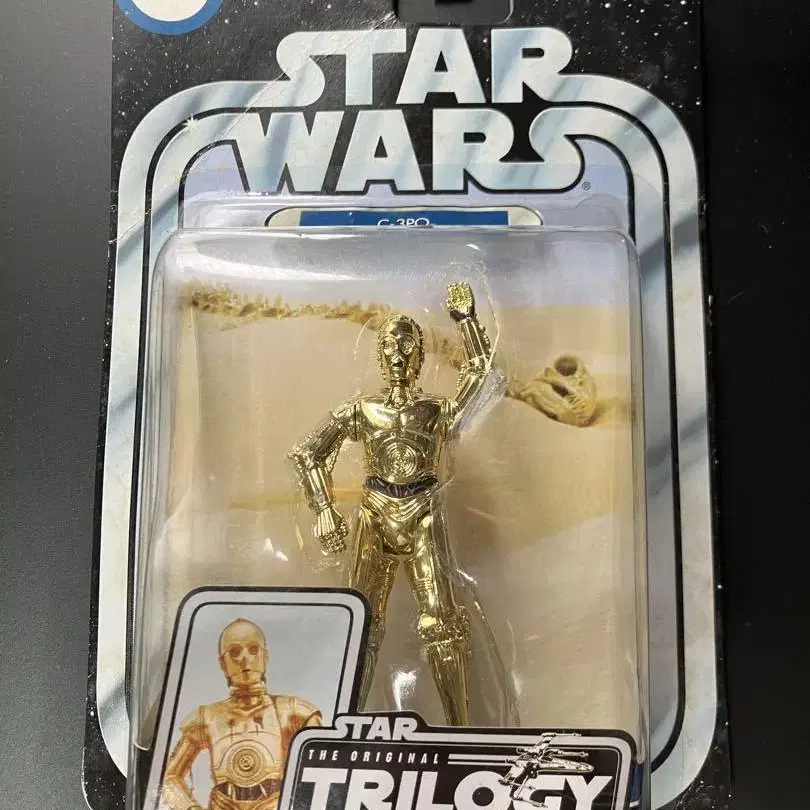 STAR
WARS®
C-3PO
STAR
THE ORIGINAL
TRILOGY